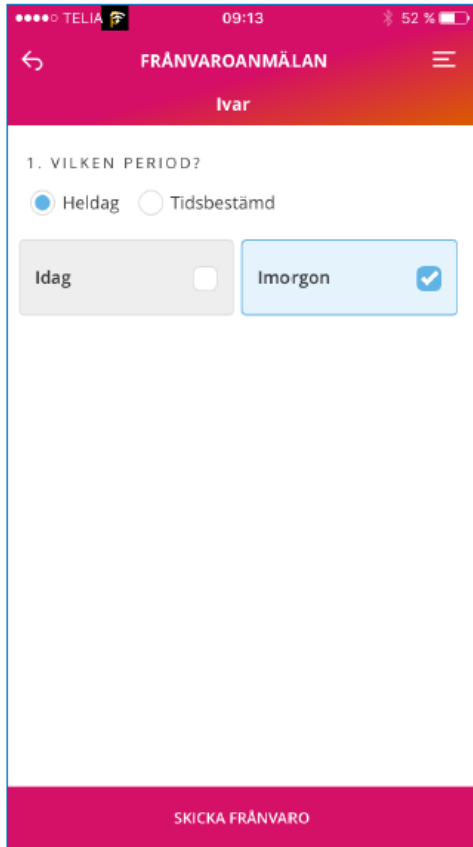 TELIA 09:13 52 %
FRÅNVAROANMÄLAN
Ivar
1. VILKEN PERIOD?
Heldag Tidsbestämd
Idag Imorgon
SKICKA FRÅNVARO